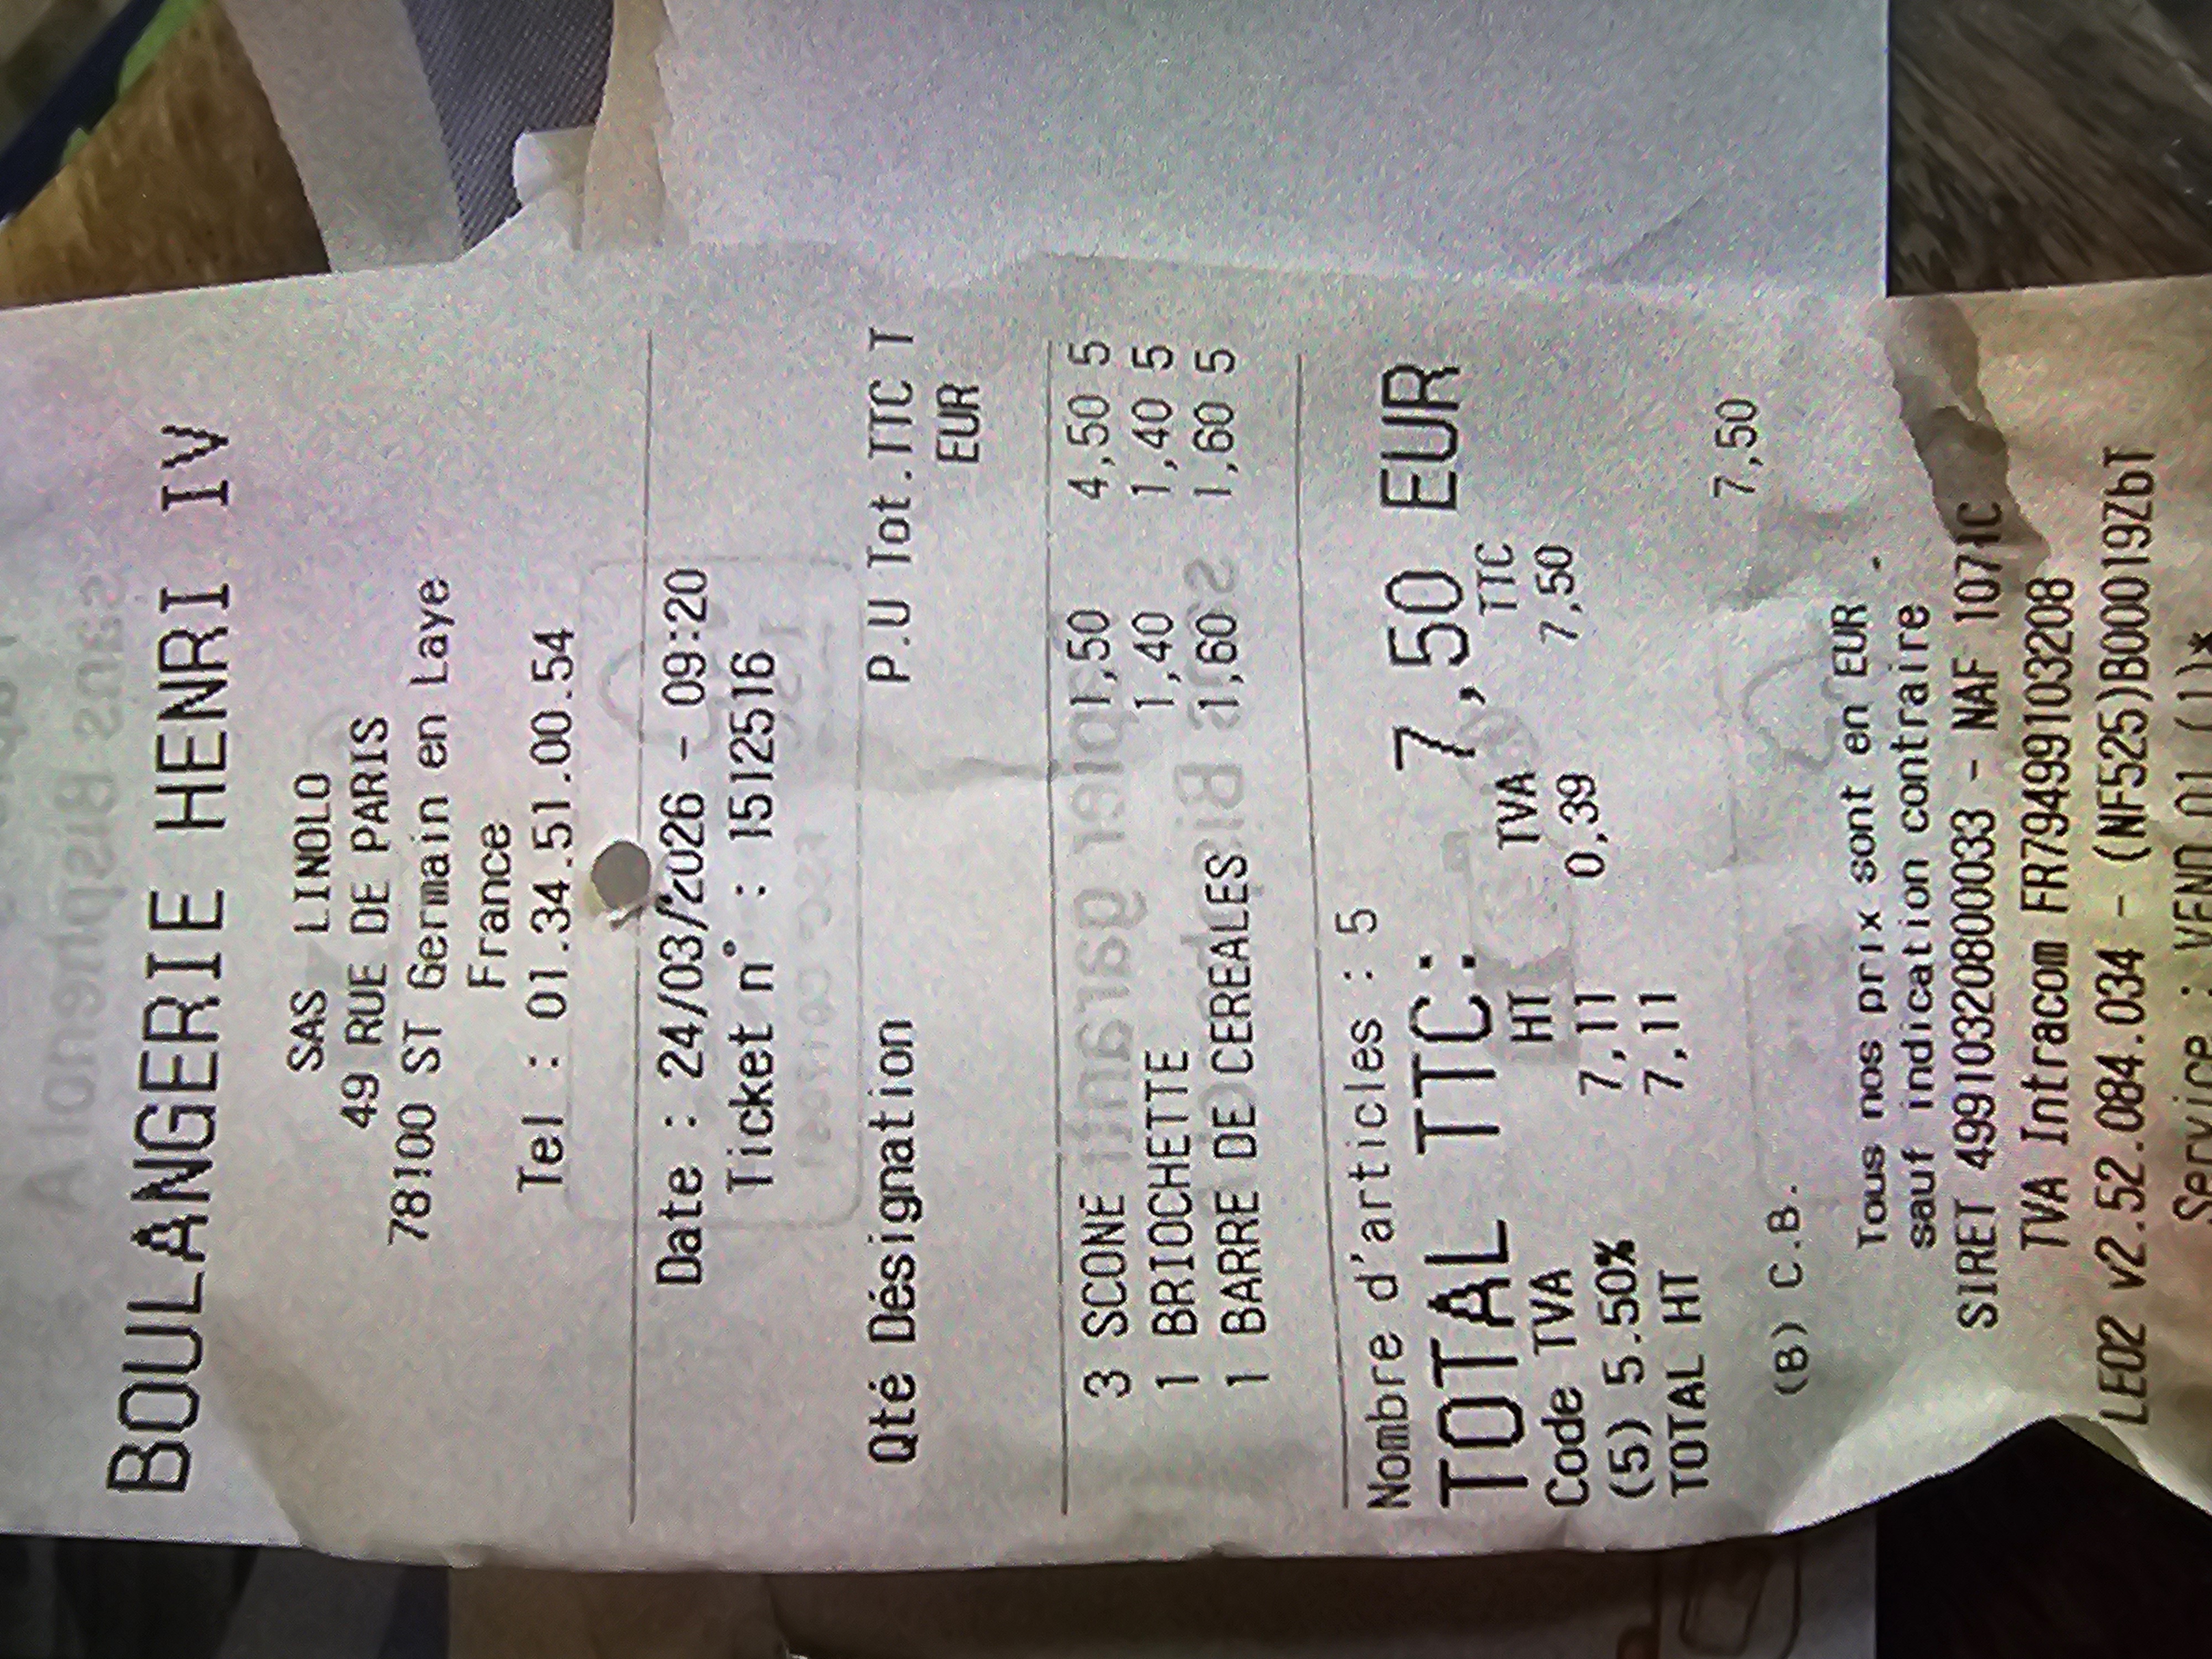 BOULANGERIE HENRI IV
SAS LINOLO
49 RUE DE PARIS
78100 ST Germain en Laye
France
Tel : 01.34.51.00.54
Date : 24/03/2026 - 09:20
Ticket n° : 1512516
Qté Désignation P.U Tot.TTC T
EUR
3 SCONE 1,50 4,50 5
1 BRIOCHETTE 1,40 1,40 5
1 BARRE DE CEREALES 1,60 1,60 5
Nombre d'articles : 5
TOTAL TTC: 7,50 EUR
Code TVA HT TVA TTC
(5) 5.50% 7,11 0,39 7,50
TOTAL HT 7,11
(B) C.B. 7,50
Tous nos prix sont en EUR
sauf indication contraire
SIRET 49910320800033 - NAF 1071C
TVA Intracom FR79499103208
LEO2 v2.52.084.034 - (NF525)B00019ZbT
Service : VEND 01 (1)*